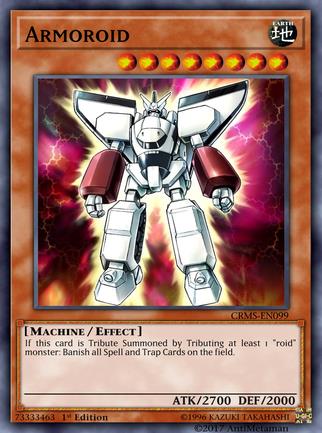 ARMOROID
EARTH
地
CRMS-EN099
[MACHINE / EFFECT]
If this card is Tribute Summoned by Tributing at least 1 "roid"
monster: Banish all Spell and Trap Cards on the field.
ATK/2700 DEF/2000
73333463 1st Edition ©1996 KAZUKI TAKAHASHI
©2017 AntiMetaman